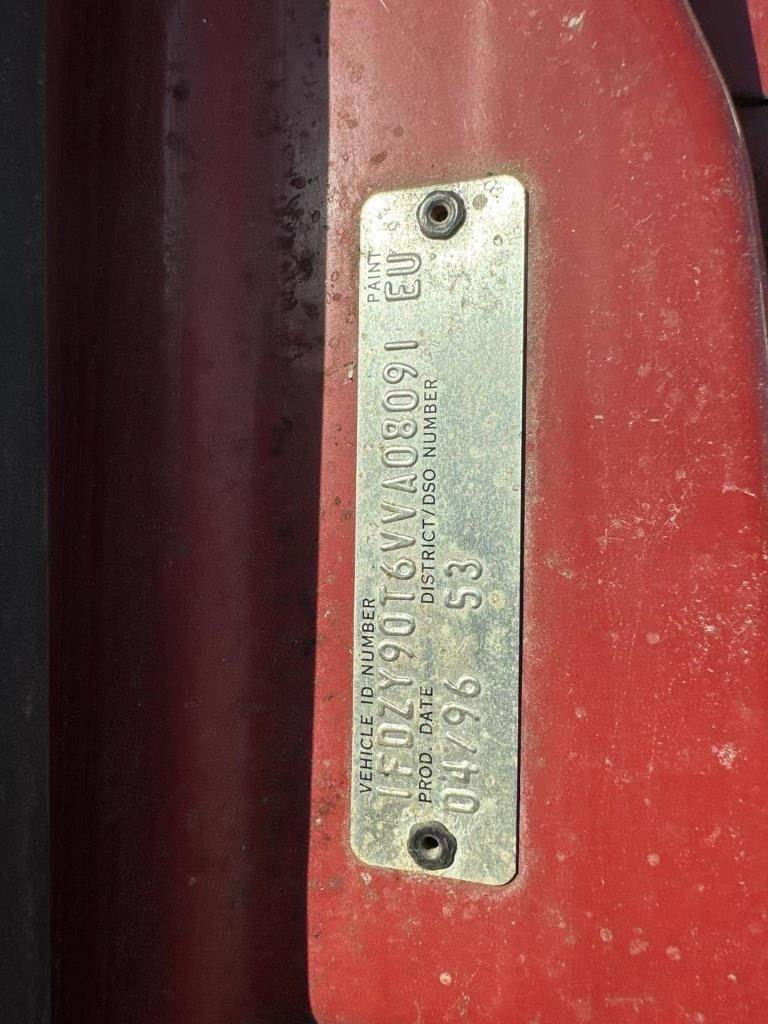 VEHICLE ID NUMBER PAINT
1FDZY90T6VVA08091 EU
PROD. DATE DISTRICT/DSO NUMBER
04/96 53